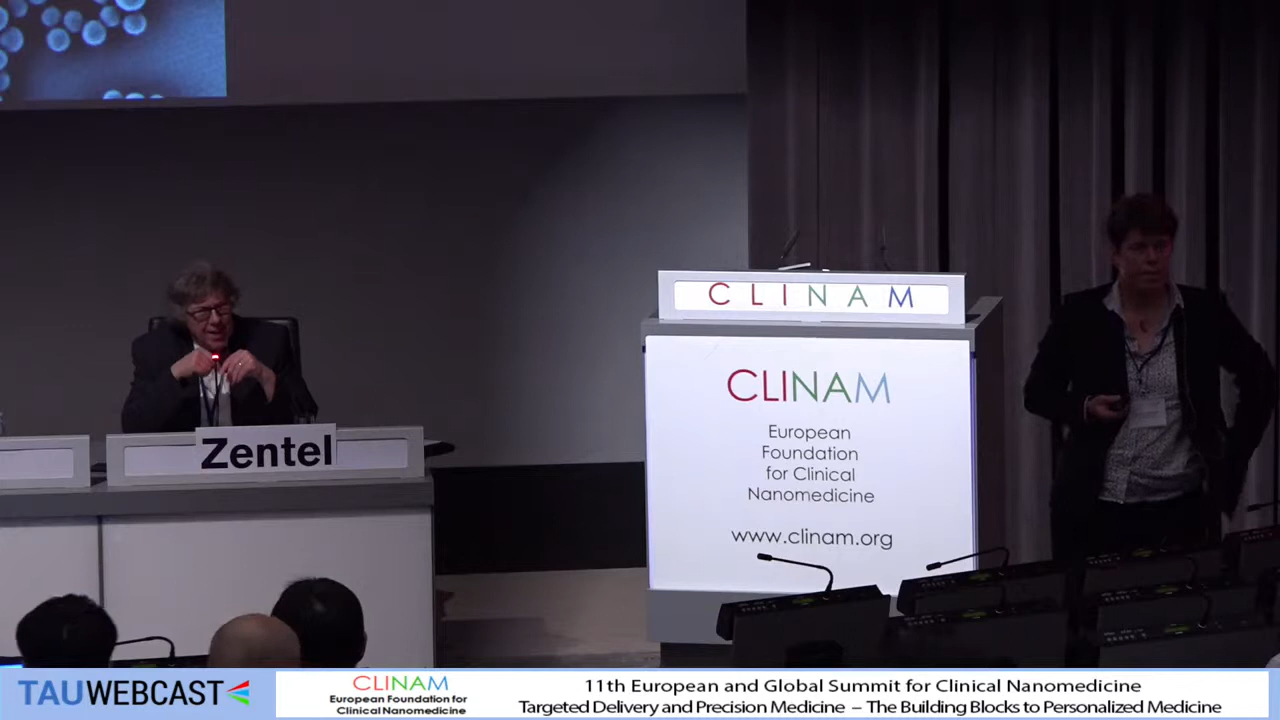 CLINAM
Zentel
CLINAM
European
Foundation
for Clinical
Nanomedicine
www.clinam.org
TAUWEBCAST
CLINAM
European Foundation for
Clinical Nanomedicine
11th European and Global Summit for Clinical Nanomedicine
Targeted Delivery and Precision Medicine – The Building Blocks to Personalized Medicine